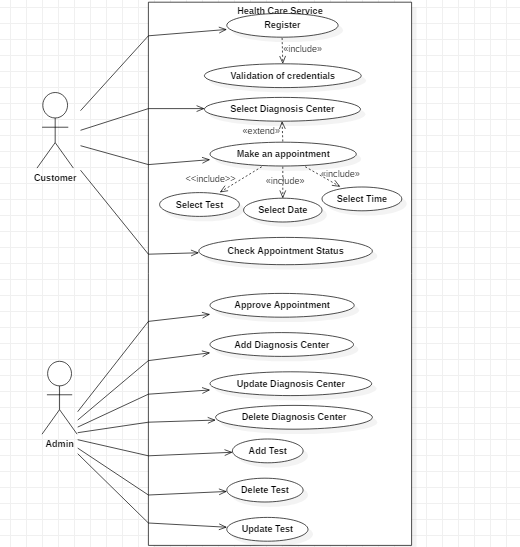 Health Care Service
Register
«include»
Validation of credentials
Select Diagnosis Center
«extend»
Make an appointment
<<include>>
«include»
«include»
Select Test
Select Date
Select Time
Customer
Check Appointment Status
Approve Appointment
Add Diagnosis Center
Update Diagnosis Center
Delete Diagnosis Center
Admin
Add Test
Delete Test
Update Test